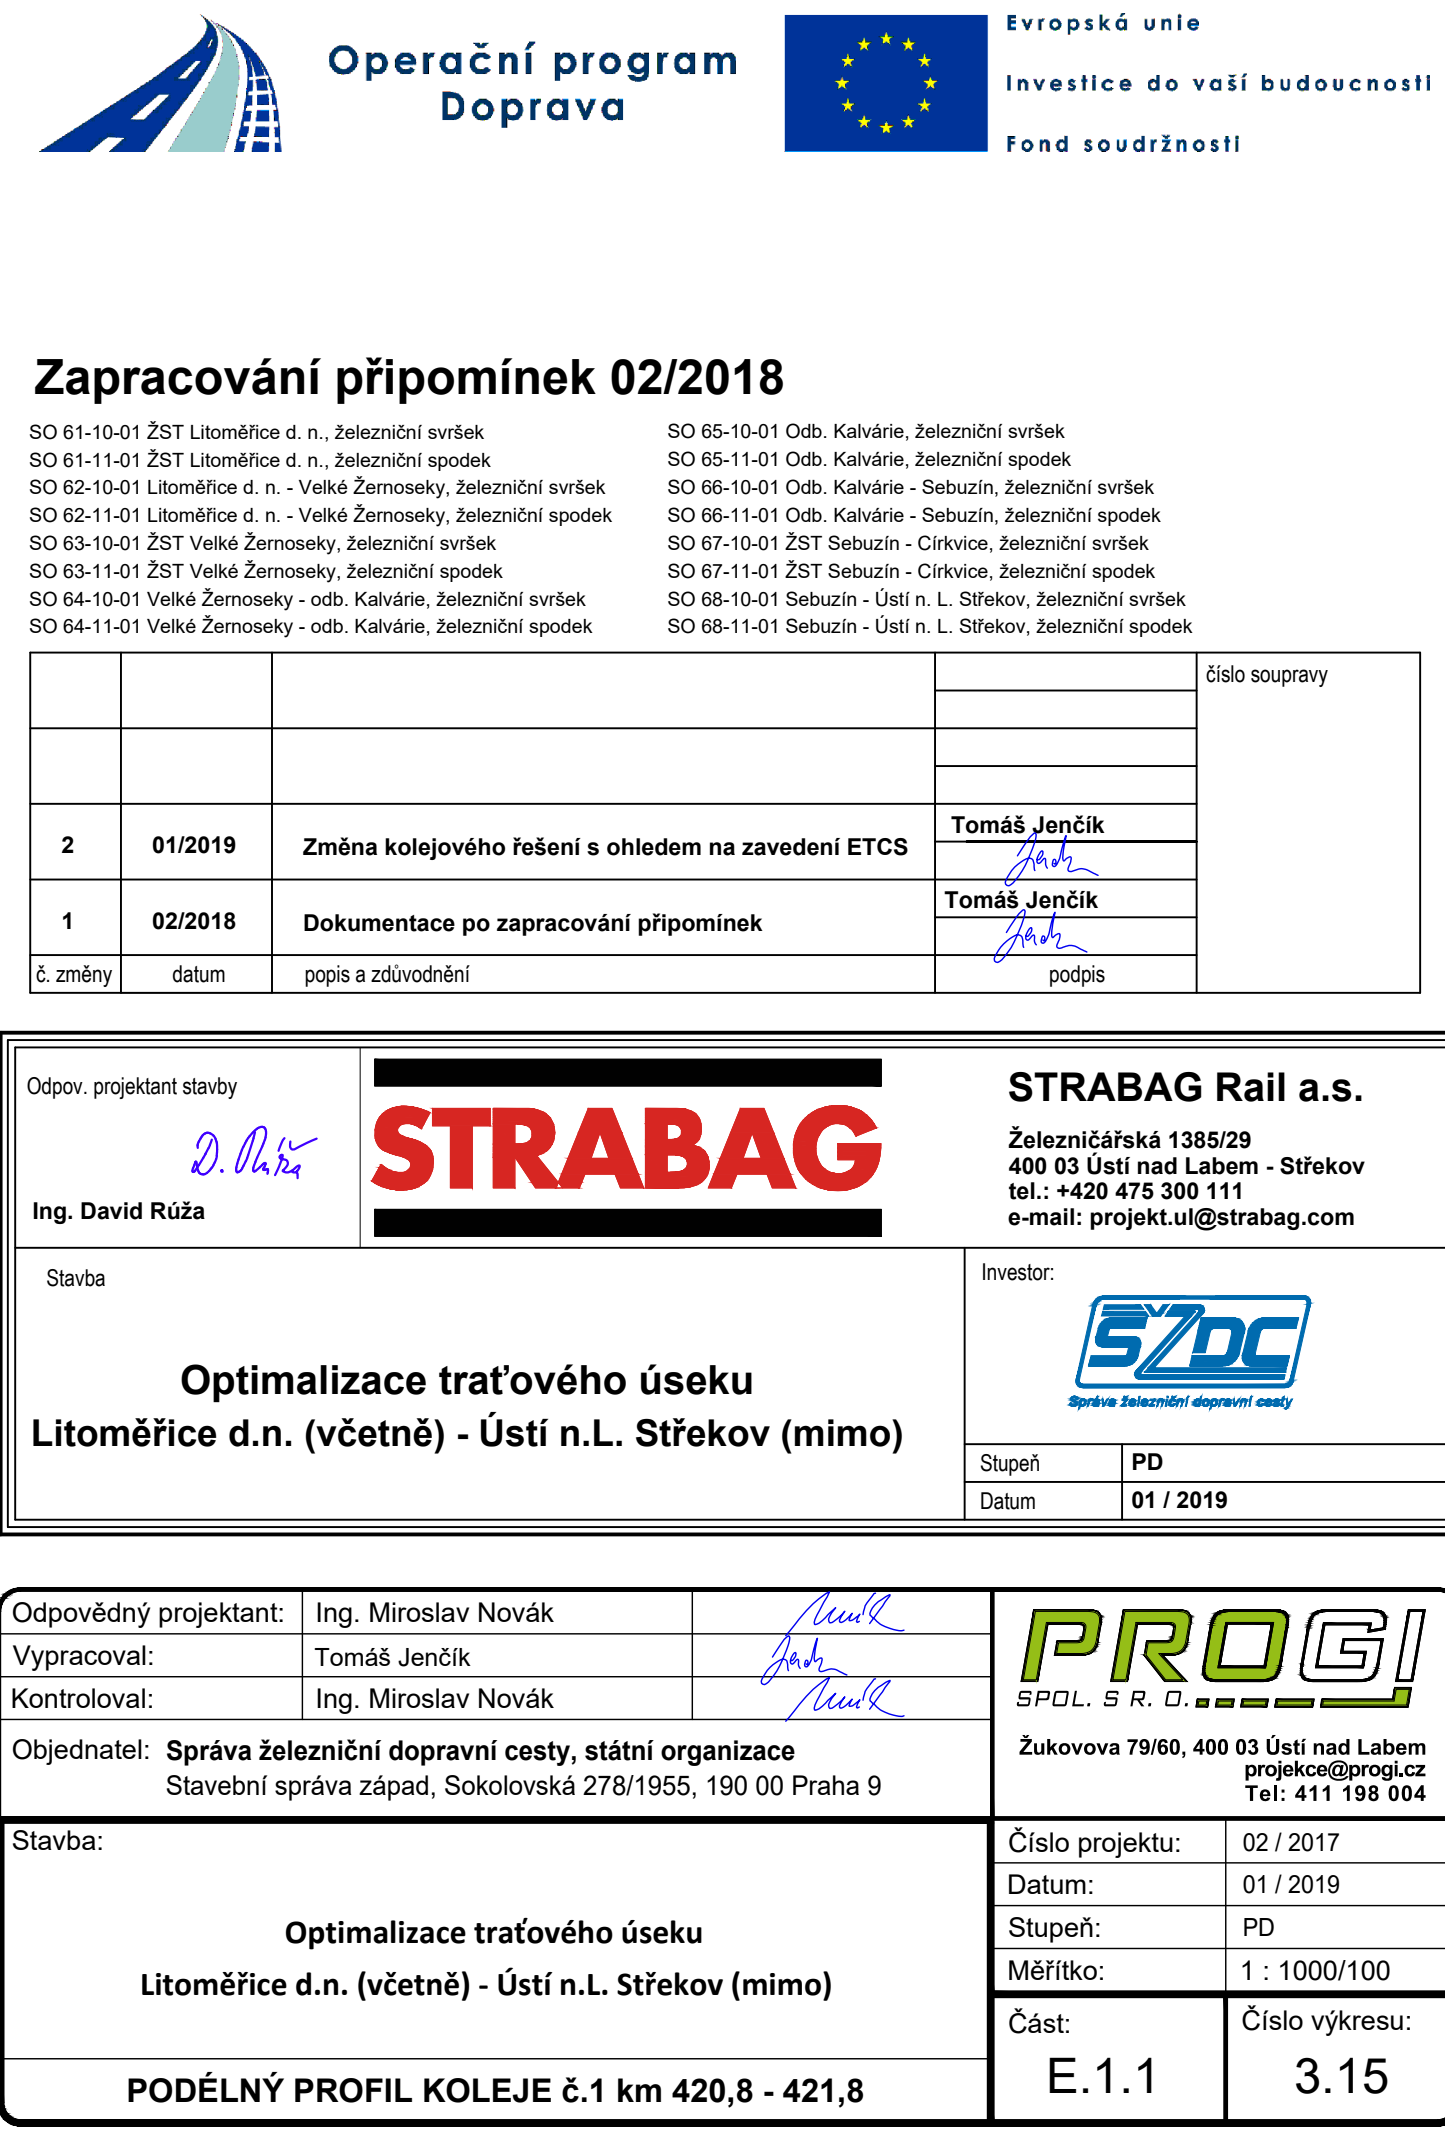 Operační program
Doprava
Evropská unie
Investice do vaší budoucnosti
Fond soudržnosti
Zapracování připomínek 02/2018
SO 61-10-01 ŽST Litoměřice d. n., železniční svršek
SO 61-11-01 ŽST Litoměřice d. n., železniční spodek
SO 62-10-01 Litoměřice d. n. - Velké Žernoseky, železniční svršek
SO 62-11-01 Litoměřice d. n. - Velké Žernoseky, železniční spodek
SO 63-10-01 ŽST Velké Žernoseky, železniční svršek
SO 63-11-01 ŽST Velké Žernoseky, železniční spodek
SO 64-10-01 Velké Žernoseky - odb. Kalvárie, železniční svršek
SO 64-11-01 Velké Žernoseky - odb. Kalvárie, železniční spodek
SO 65-10-01 Odb. Kalvárie, železniční svršek
SO 65-11-01 Odb. Kalvárie, železniční spodek
SO 66-10-01 Odb. Kalvárie - Sebuzín, železniční svršek
SO 66-11-01 Odb. Kalvárie - Sebuzín, železniční spodek
SO 67-10-01 ŽST Sebuzín - Církvice, železniční svršek
SO 67-11-01 ŽST Sebuzín - Církvice, železniční spodek
SO 68-10-01 Sebuzín - Ústí n. L. Střekov, železniční svršek
SO 68-11-01 Sebuzín - Ústí n. L. Střekov, železniční spodek
číslo soupravy
2 01/2019 Změna kolejového řešení s ohledem na zavedení ETCS Tomáš Jenčík
1 02/2018 Dokumentace po zapracování připomínek Tomáš Jenčík
č. změny datum popis a zdůvodnění podpis
Odpov. projektant stavby
D. Růža
Ing. David Rúža
STRABAG
STRABAG Rail a.s.
Železničářská 1385/29
400 03 Ústí nad Labem - Střekov
tel.: +420 475 300 111
e-mail: projekt.ul@strabag.com
Stavba
Optimalizace traťového úseku
Litoměřice d.n. (včetně) - Ústí n.L. Střekov (mimo)
Investor:
SŽDC
Správa železniční dopravní cesty
Stupeň PD
Datum 01 / 2019
Odpovědný projektant: Ing. Miroslav Novák
Vypracoval: Tomáš Jenčík
Kontroloval: Ing. Miroslav Novák
Objednatel: Správa železniční dopravní cesty, státní organizace
Stavební správa západ, Sokolovská 278/1955, 190 00 Praha 9
PROGI
SPOL. S R. O.
Žukovova 79/60, 400 03 Ústí nad Labem
projekce@progi.cz
Tel: 411 198 004
Stavba:
Optimalizace traťového úseku
Litoměřice d.n. (včetně) - Ústí n.L. Střekov (mimo)
PODÉLNÝ PROFIL KOLEJE č.1 km 420,8 - 421,8
Číslo projektu: 02 / 2017
Datum: 01 / 2019
Stupeň: PD
Měřítko: 1 : 1000/100
Část: Číslo výkresu:
E.1.1 3.15